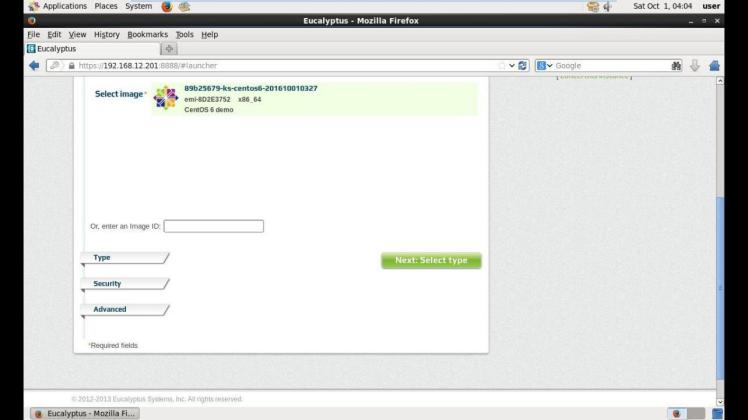 Applications Places System Sat Oct 1, 04:04 user
Eucalyptus - Mozilla Firefox
File Edit View History Bookmarks Tools Help
Eucalyptus
https://192.168.12.201:8888/#launcher Google
Select image*
89b25679-ks-centos6-201610010327
emi-8D2E3752 x86_64
CentOS 6 demo
Or, enter an Image ID:
Type
Next: Select type
Security
Advanced
*Required fields
© 2012-2013 Eucalyptus Systems, Inc. All rights reserved.
Eucalyptus - Mozilla Fi...